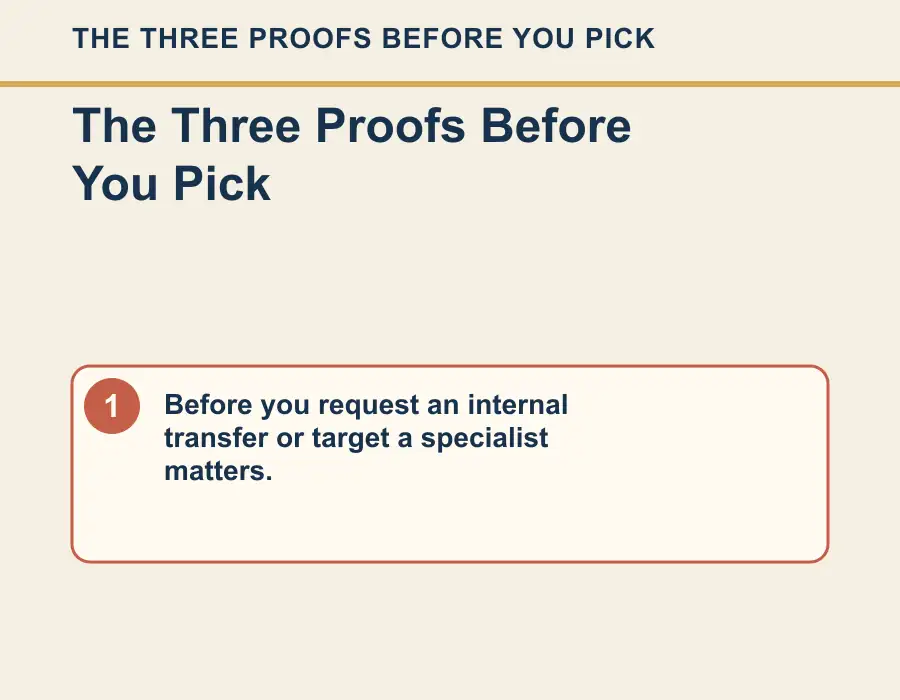 THE THREE PROOFS BEFORE YOU PICK
The Three Proofs Before
You Pick
1
Before you request an internal
transfer or target a specialist
matters.